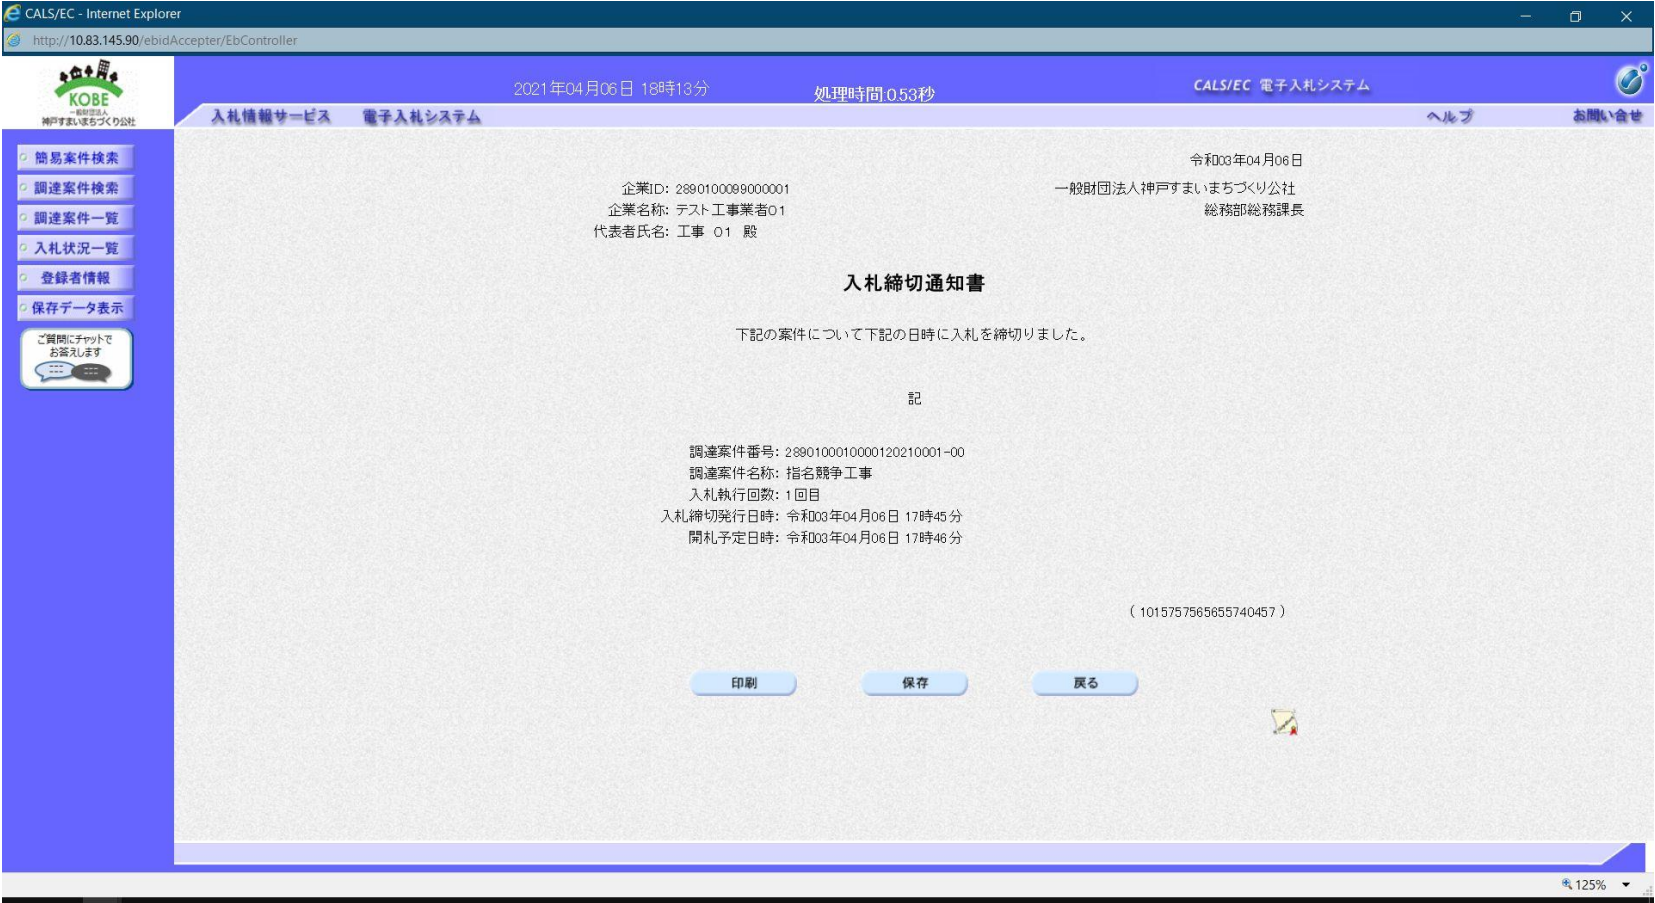 CALS/EC - Internet Explorer
http://10.83.145.90/ebidAccepter/EbController
KOBE
一般財団法人
神戸すまいまちづくり公社
2021年04月06日 18時13分
処理時間:0.53秒
CALS/EC 電子入札システム
入札情報サービス
電子入札システム
ヘルプ
お問い合せ
簡易案件検索
調達案件検索
調達案件一覧
入札状況一覧
登録者情報
保存データ表示
ご質問にチャットで
お答えします
令和03年04月06日
企業ID: 2890100099000001
企業名称: テスト工事業者01
代表者氏名: 工事 01 殿
一般財団法人神戸すまいまちづくり公社
総務部総務課長
入札締切通知書
下記の案件について下記の日時に入札を締切りました。
記
調達案件番号: 2890100010000120210001-00
調達案件名称: 指名競争工事
入札執行回数: 1回目
入札締切発行日時: 令和03年04月06日 17時45分
開札予定日時: 令和03年04月06日 17時46分
( 1015757565655740457 )
印刷
保存
戻る
125%